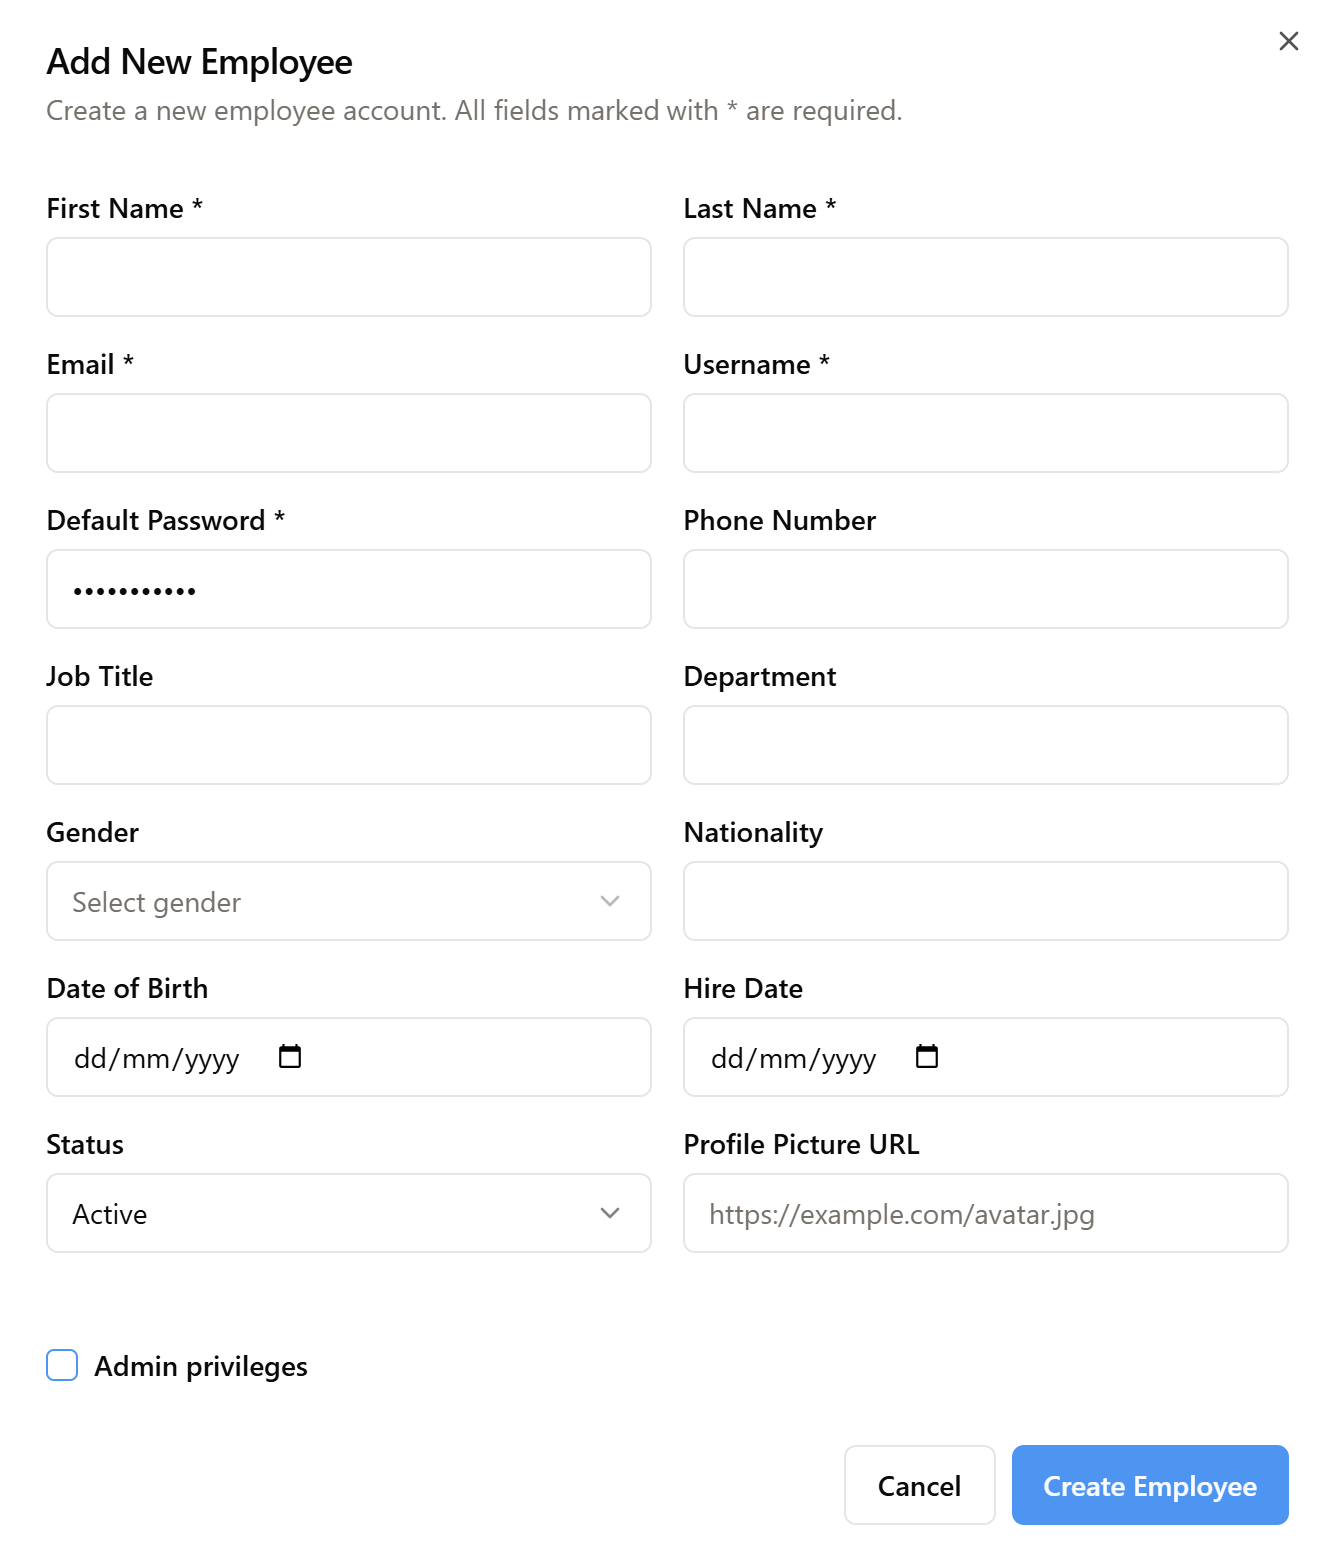 Add New Employee
Create a new employee account. All fields marked with * are required.
First Name *
Last Name *
Email *
Username *
Default Password *
Phone Number
•••••••••••
Job Title
Department
Gender
Nationality
Select gender
Date of Birth
Hire Date
dd/mm/yyyy
dd/mm/yyyy
Status
Profile Picture URL
Active
https://example.com/avatar.jpg
Admin privileges
Cancel
Create Employee